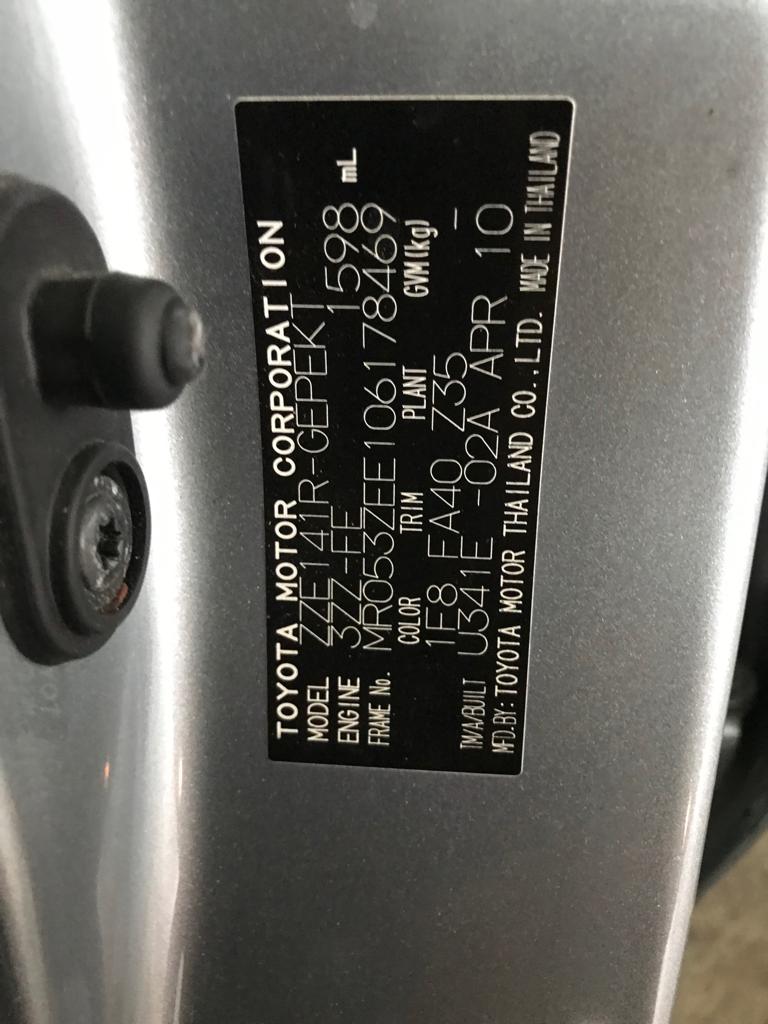 TOYOTA MOTOR CORPORATION
MODEL ZZE141R-GEPEKT
ENGINE 3ZZ-FE 1598 mL
FRAME No. MR053ZEE106178469
COLOR TRIM PLANT GVM(kg)
1F8 FA40 Z35 -
TM/A/BUILT U341E -02A APR 10
MFD.BY: TOYOTA MOTOR THAILAND CO.,LTD. MADE IN THAILAND